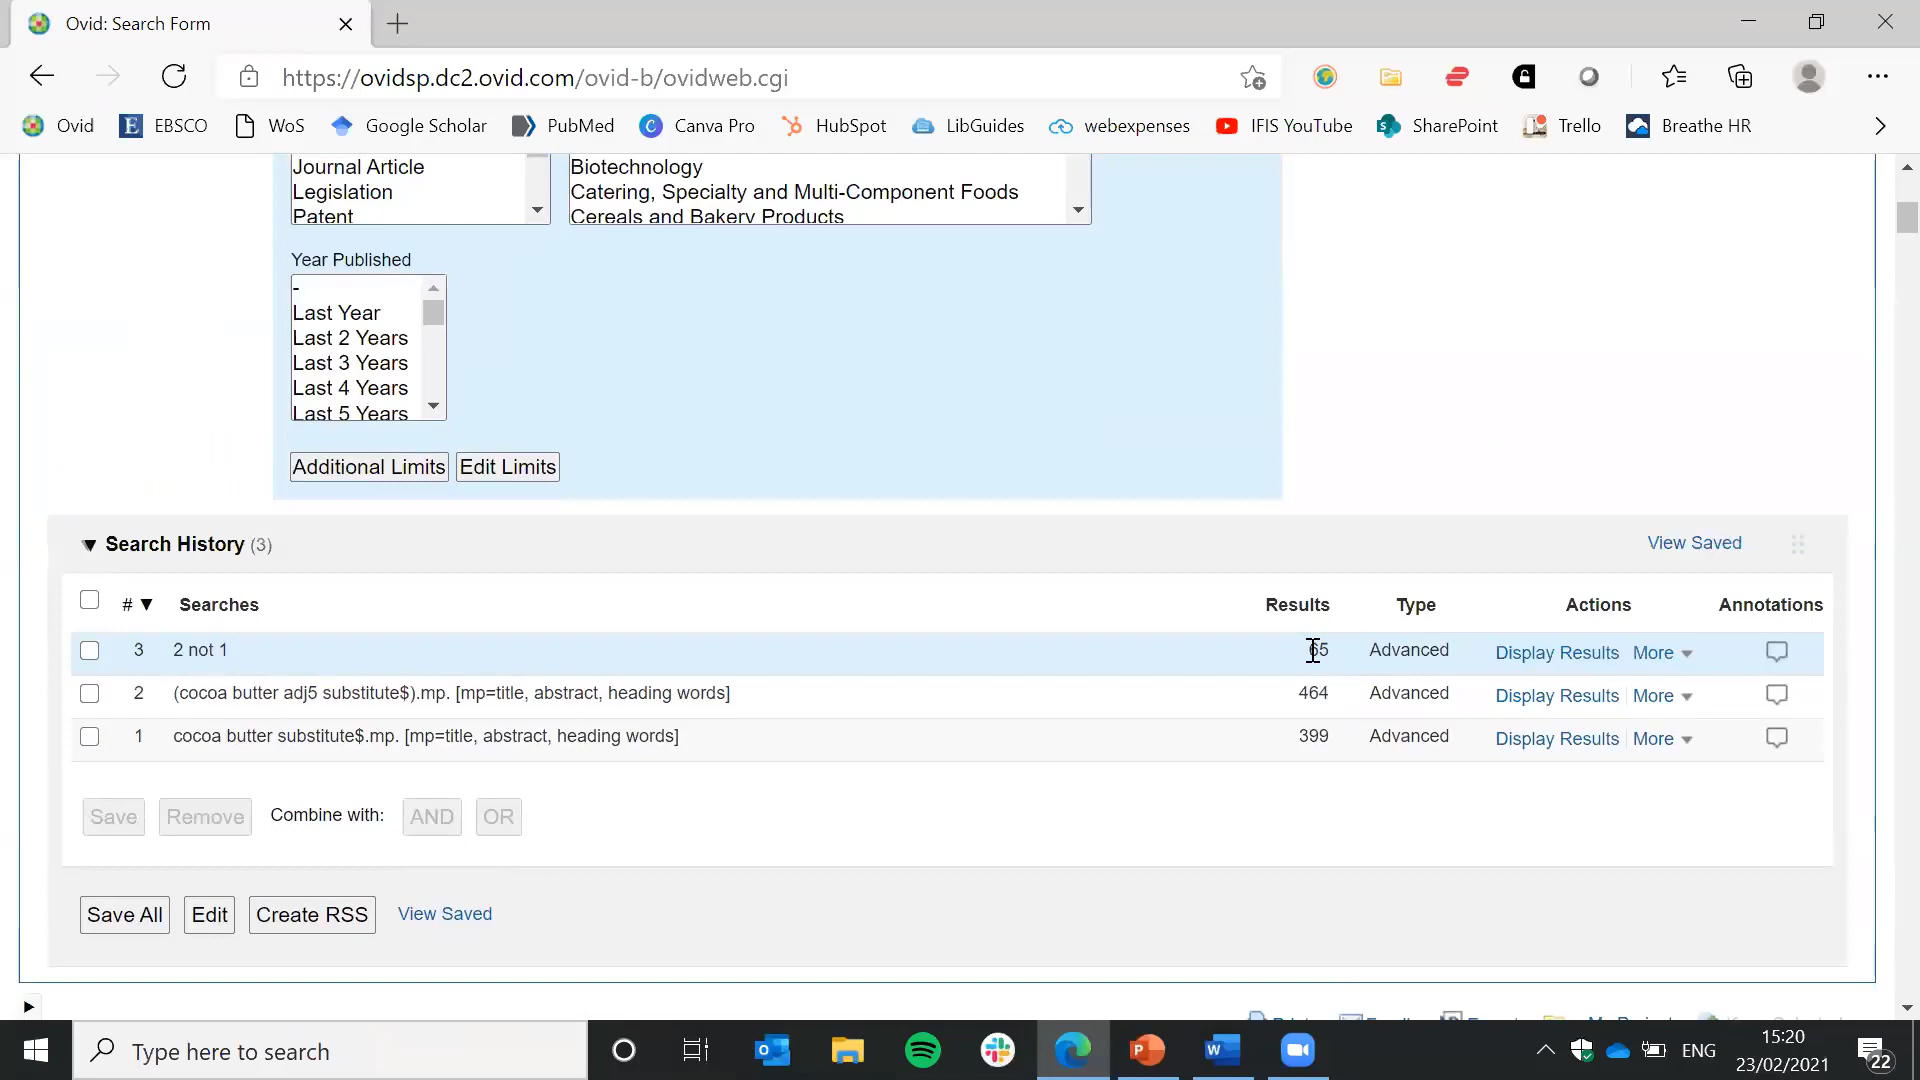 Ovid: Search Form
https://ovidsp.dc2.ovid.com/ovid-b/ovidweb.cgi
Ovid EBSCO WoS Google Scholar PubMed Canva Pro HubSpot LibGuides webexpenses IFIS YouTube SharePoint Trello Breathe HR
Journal Article
Legislation
Patent
Biotechnology
Catering, Specialty and Multi-Component Foods
Cereals and Bakery Products
Year Published
-
Last Year
Last 2 Years
Last 3 Years
Last 4 Years
Last 5 Years
Additional Limits Edit Limits
Search History (3) View Saved
# ▼ Searches Results Type Actions Annotations
3 2 not 1 65 Advanced Display Results More
2 (cocoa butter adj5 substitute$).mp. [mp=title, abstract, heading words] 464 Advanced Display Results More
1 cocoa butter substitute$.mp. [mp=title, abstract, heading words] 399 Advanced Display Results More
Save Remove Combine with: AND OR
Save All Edit Create RSS View Saved
Type here to search
ENG
15:20
23/02/2021
22